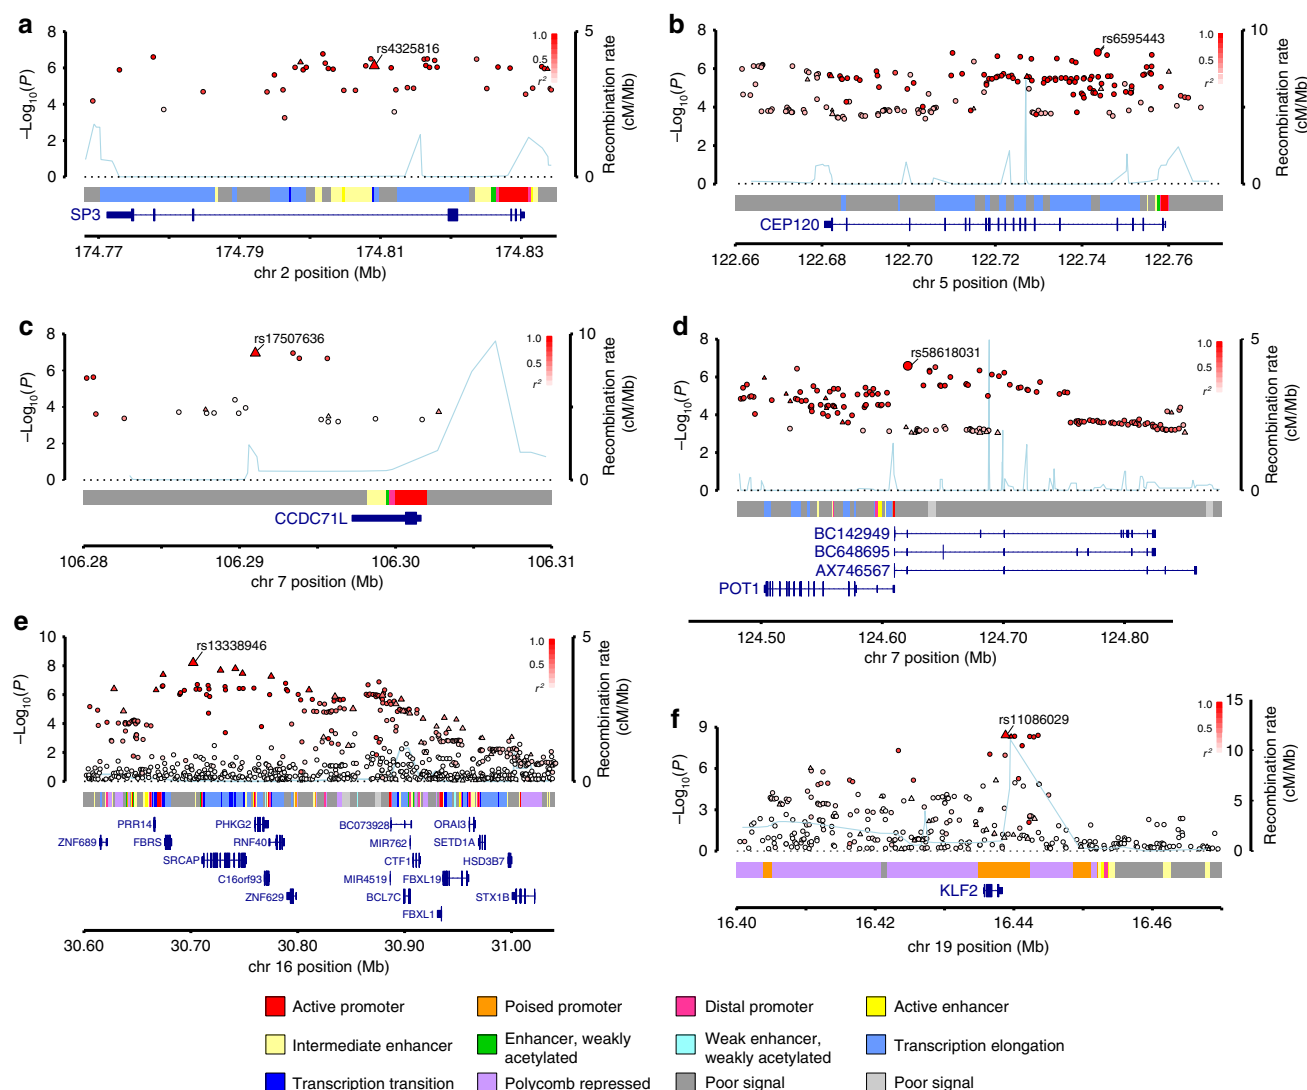 a
8
6
4
2
0
−Log10(P)
rs4325816
1.0
0.5
r²
5
0
Recombination rate
(cM/Mb)
SP3
174.77
174.79
174.81
174.83
chr 2 position (Mb)
b
8
6
4
2
0
−Log10(P)
rs6595443
1.0
0.5
r²
10
5
0
Recombination rate
(cM/Mb)
CEP120
122.66
122.68
122.70
122.72
122.74
122.76
chr 5 position (Mb)
c
8
6
4
2
0
−Log10(P)
rs17507636
1.0
0.5
r²
10
5
0
Recombination rate
(cM/Mb)
CCDC71L
106.28
106.29
106.30
106.31
chr 7 position (Mb)
d
8
6
4
2
0
−Log10(P)
rs58618031
1.0
0.5
r²
5
0
Recombination rate
(cM/Mb)
BC142949
BC648695
AX746567
POT1
124.50
124.60
124.70
124.80
chr 7 position (Mb)
e
10
8
6
4
2
0
−Log10(P)
rs13338946
1.0
0.5
r²
5
0
Recombination rate
(cM/Mb)
PRR14
PHKG2
BC073928
ORAI3
ZNF689
FBRS
RNF40
MIR762
SETD1A
SRCAP
CTF1
HSD3B7
C16orf93
MIR4519
FBXL19
ZNF629
BCL7C
STX1B
FBXL1
30.60
30.70
30.80
30.90
31.00
chr 16 position (Mb)
f
9
6
3
0
−Log10(P)
rs11086029
1.0
0.5
r²
15
10
5
0
Recombination rate
(cM/Mb)
KLF2
16.40
16.42
16.44
16.46
chr 19 position (Mb)
Active promoter
Poised promoter
Distal promoter
Active enhancer
Intermediate enhancer
Enhancer, weakly
acetylated
Weak enhancer,
weakly acetylated
Transcription elongation
Transcription transition
Polycomb repressed
Poor signal
Poor signal